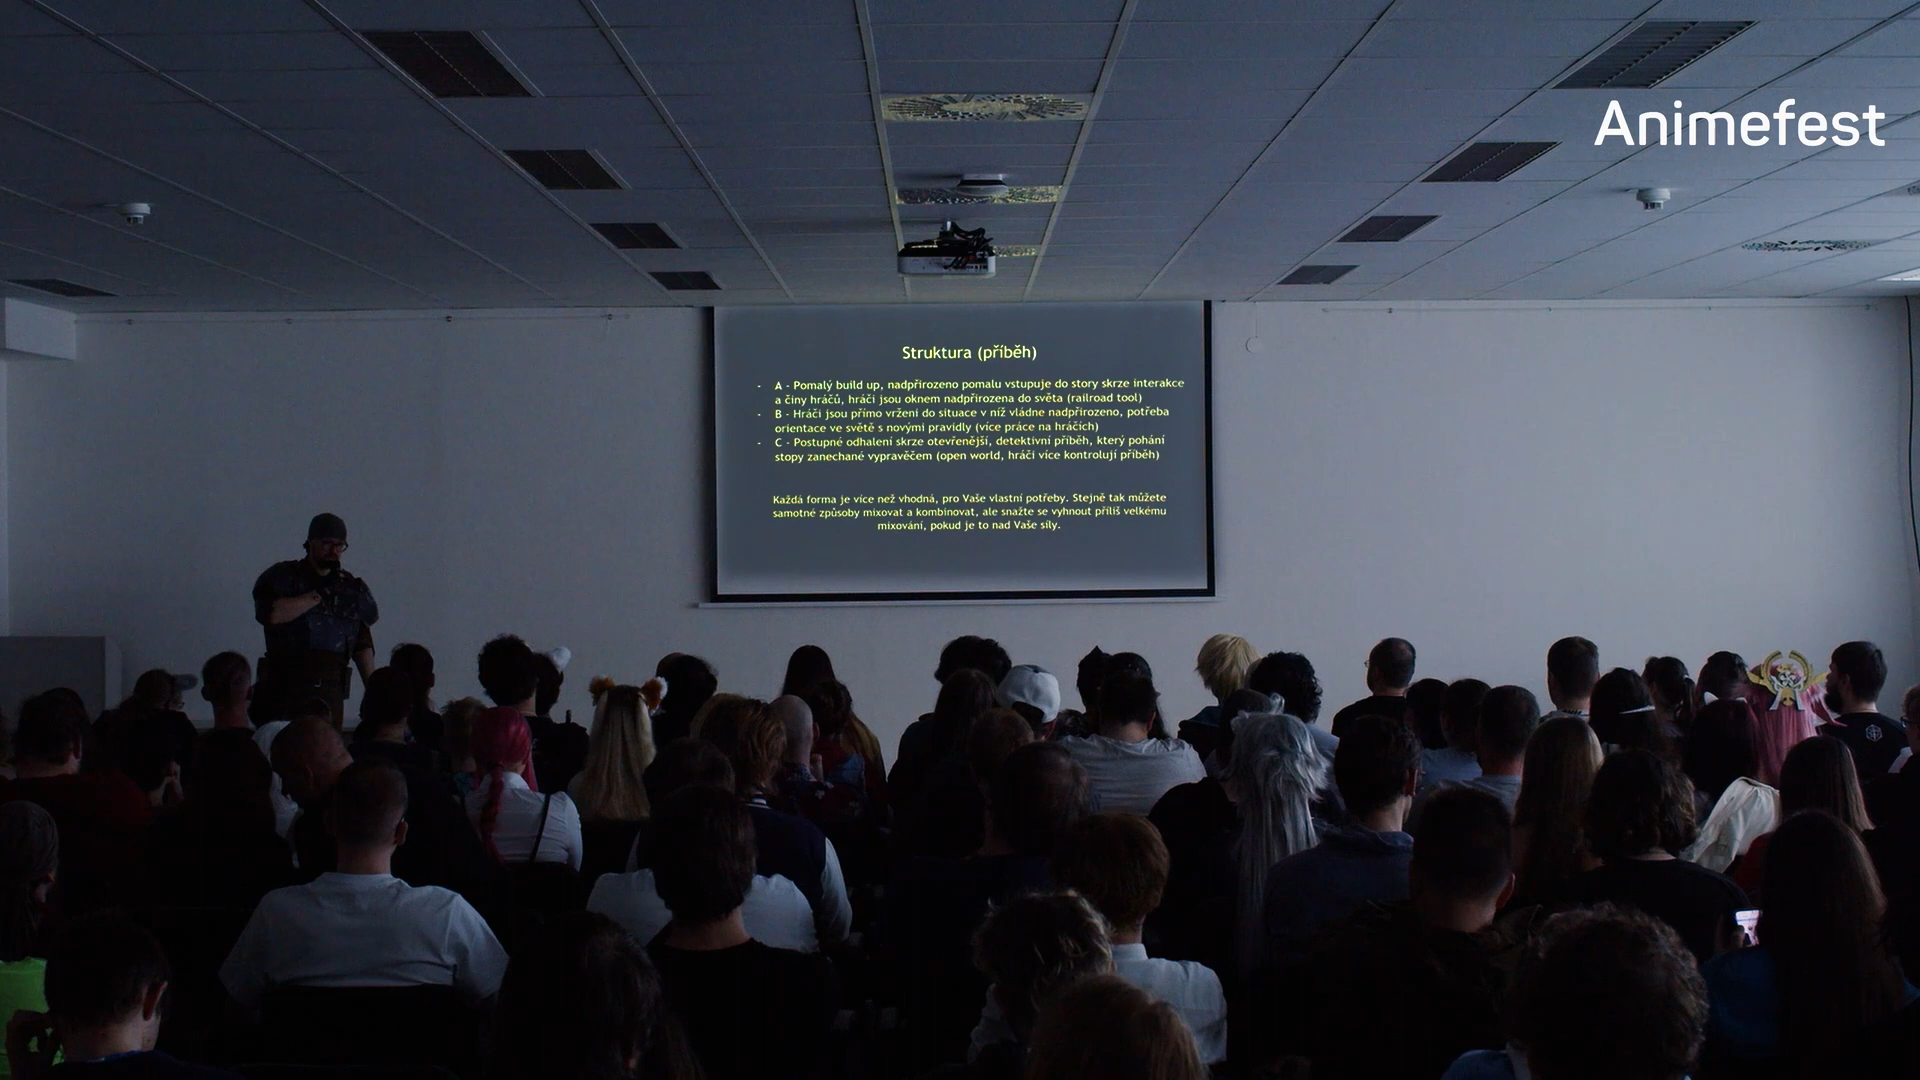 Animefest
Struktura (příběh)
- A - Pomalý build up, nadpřirozeno pomalu vstupuje do story skrze interakce
a činy hráčů, hráči jsou oknem nadpřirozena do světa (railroad tool)
- B - Hráči jsou přímo vrženi do situace v níž vládne nadpřirozeno, potřeba
orientace ve světě s novými pravidly (více práce na hráčích)
- C - Postupné odhalení skrze otevřenější, detektivní příběh, který pohání
stopy zanechané vypravěčem (open world, hráči více kontrolují příběh)
Každá forma je více než vhodná, pro Vaše vlastní potřeby. Stejně tak můžete
samotné způsoby mixovat a kombinovat, ale snažte se vyhnout příliš velkému
mixování, pokud je to nad Vaše síly.